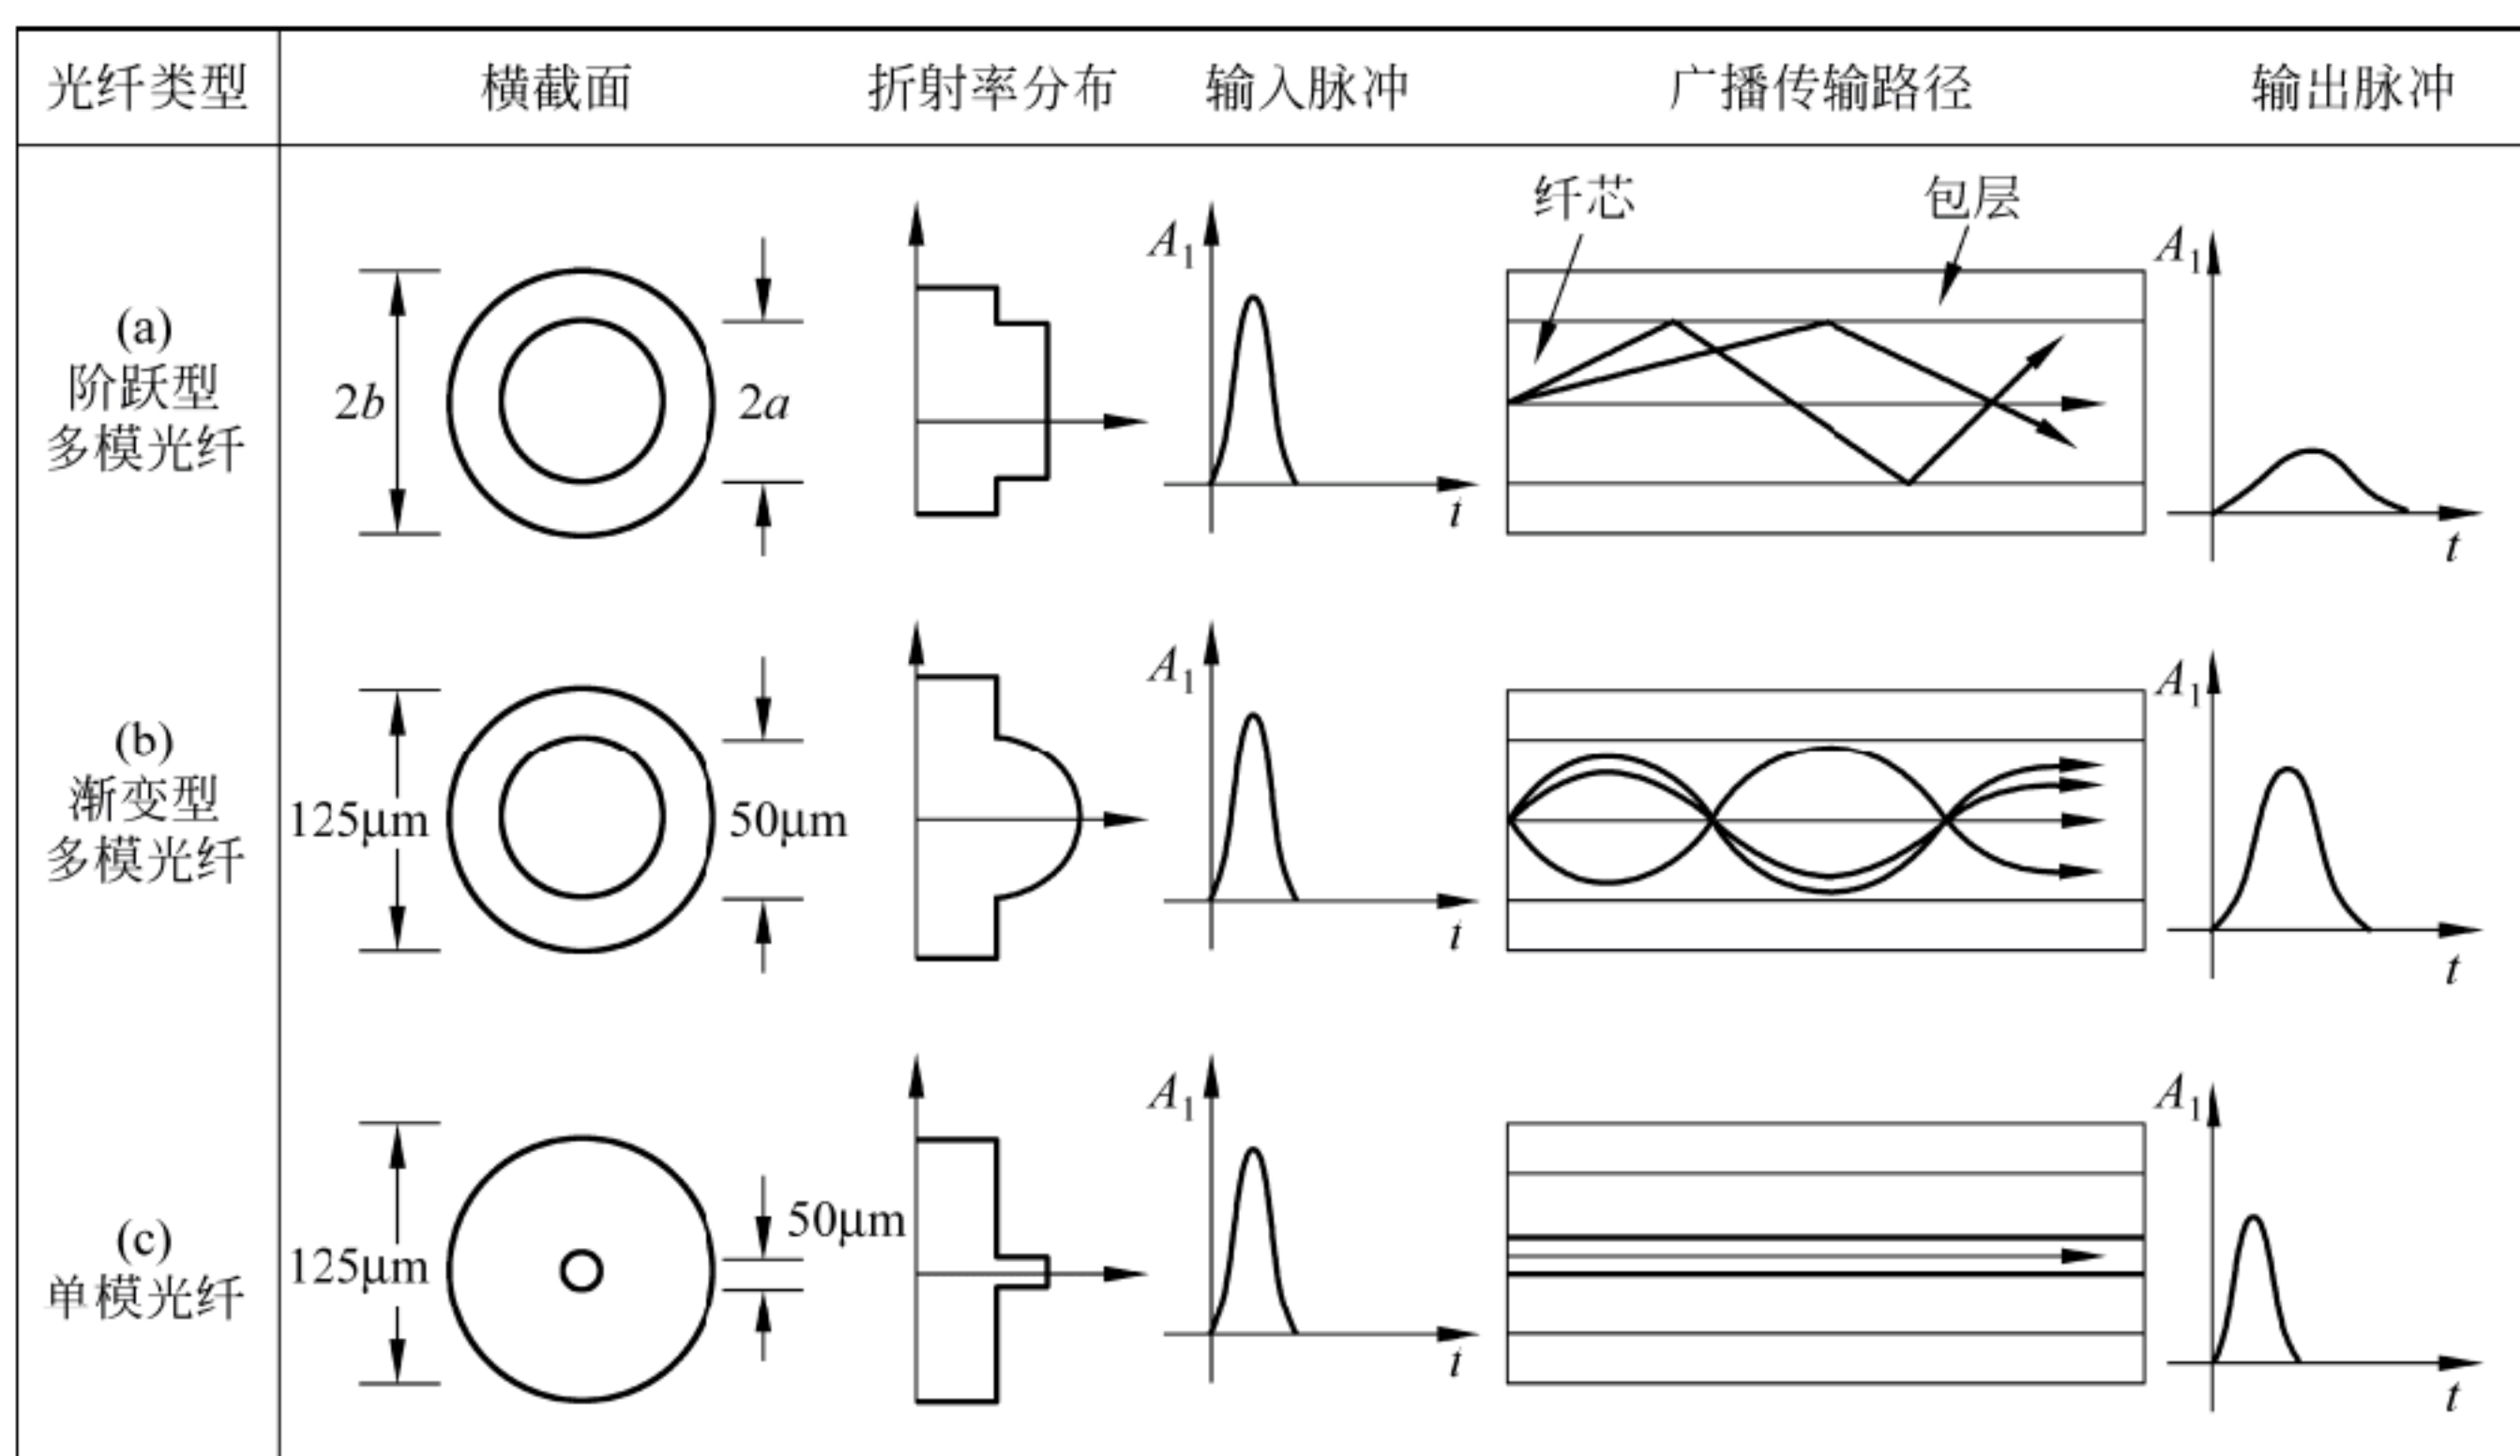 光纤类型 横截面 折射率分布 输入脉冲 广播传输路径 输出脉冲
纤芯 包层
A1 A1
(a)
阶跃型
多模光纤
2b 2a
t t
A1 A1
(b)
渐变型
多模光纤
125μm 50μm
t t
A1 A1
(c)
单模光纤
125μm 50μm
t t